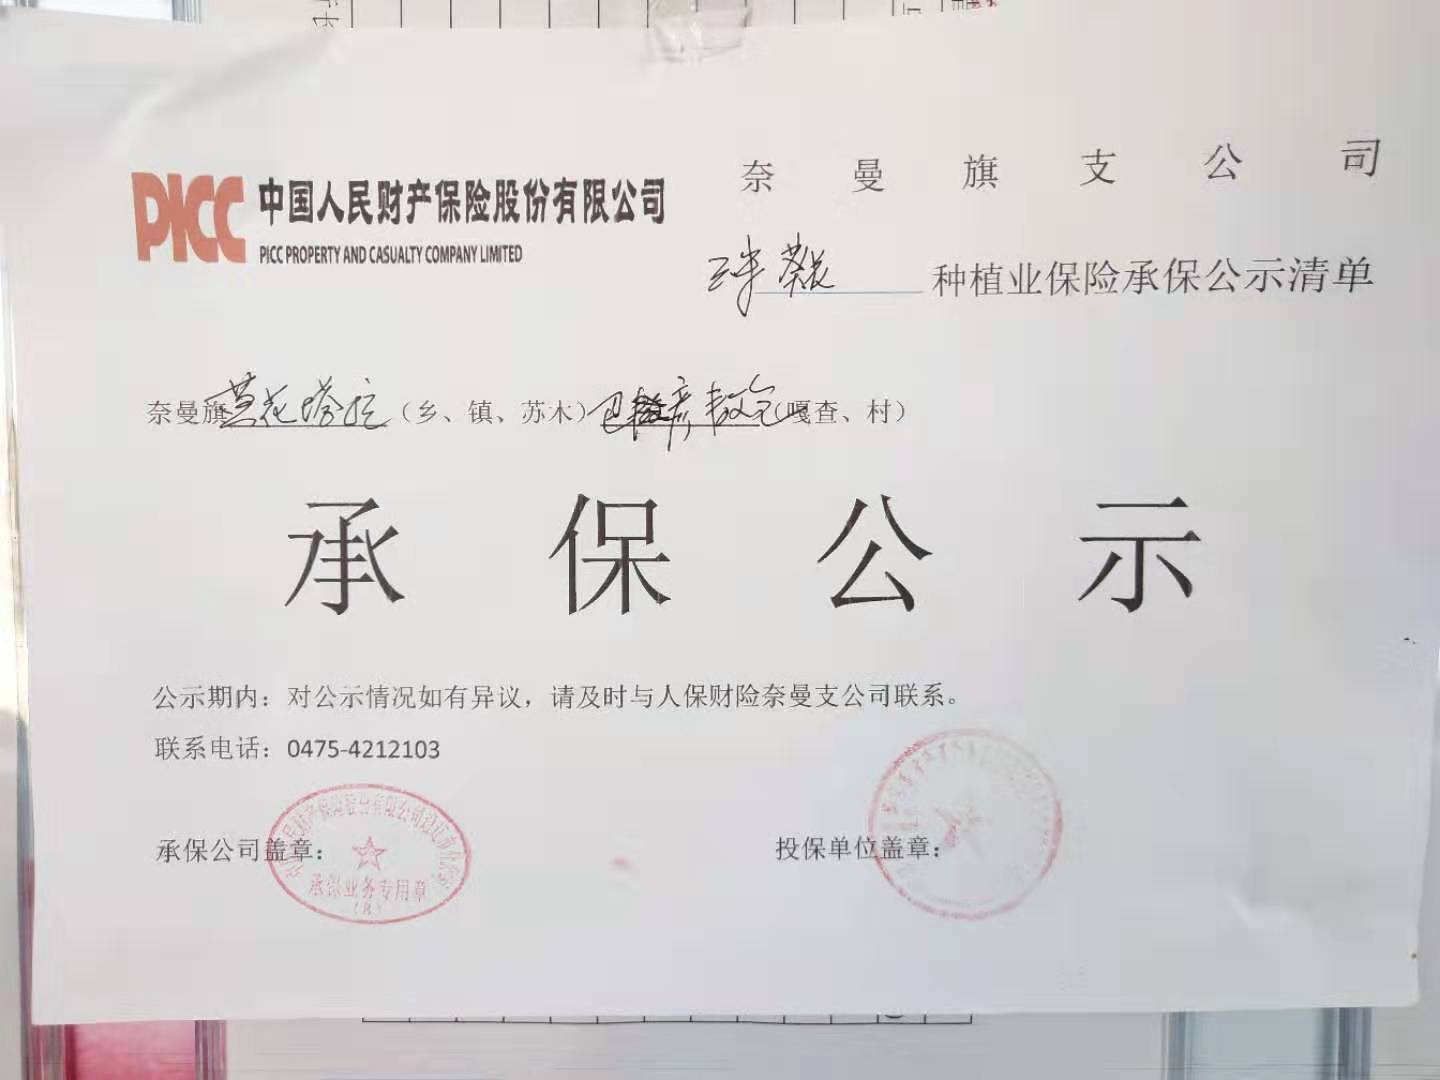 PICC 中国人民财产保险股份有限公司
PICC PROPERTY AND CASUALTY COMPANY LIMITED
奈曼旗支公司
种植业保险承保公示清单
奈曼旗黄花塔拉（乡、镇、苏木）（嘎查、村）
承保公示
公示期内：对公示情况如有异议，请及时与人保财险奈曼支公司联系。
联系电话：0475-4212103
承保公司盖章：
投保单位盖章：
承保业务专用章